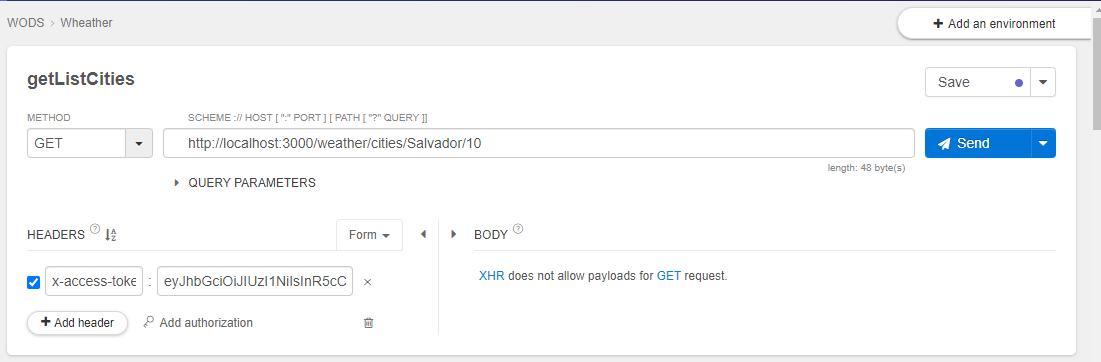 WODS > Wheather
+ Add an environment
getListCities
Save
METHOD
SCHEME :// HOST [ ":" PORT ] [ PATH [ "?" QUERY ]]
GET
http://localhost:3000/weather/cities/Salvador/10
Send
length: 48 byte(s)
QUERY PARAMETERS
HEADERS ? AZ
Form
BODY ?
x-access-toke : eyJhbGciOiJIUzI1NiIsInR5cC ×
XHR does not allow payloads for GET request.
+ Add header
Add authorization